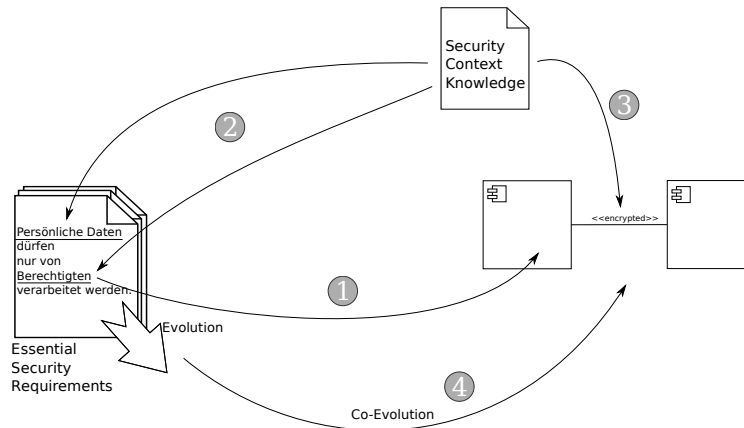 Security
Context
Knowledge
2
3
<<encrypted>>
Persönliche Daten
dürfen
nur von
Berechtigten
verarbeitet werden.
1
Evolution
Essential
Security
Requirements
4
Co-Evolution